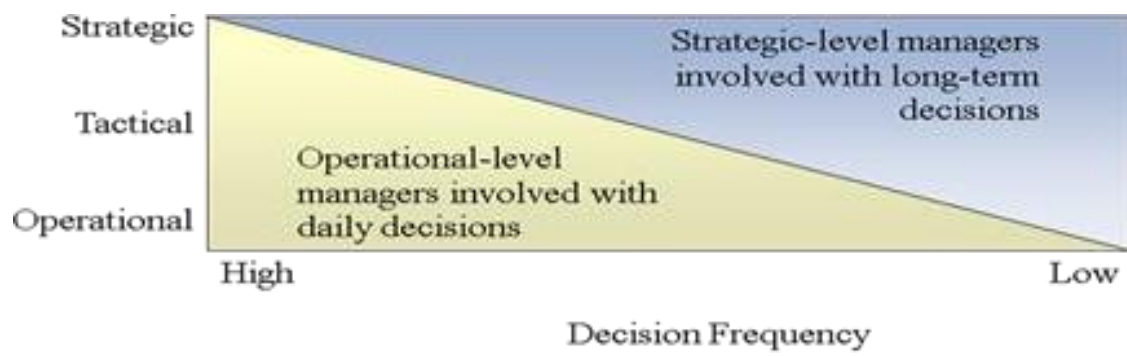 Strategic
Strategic-level managers
involved with long-term
decisions
Tactical
Operational-level
managers involved with
daily decisions
Operational
High
Low
Decision Frequency